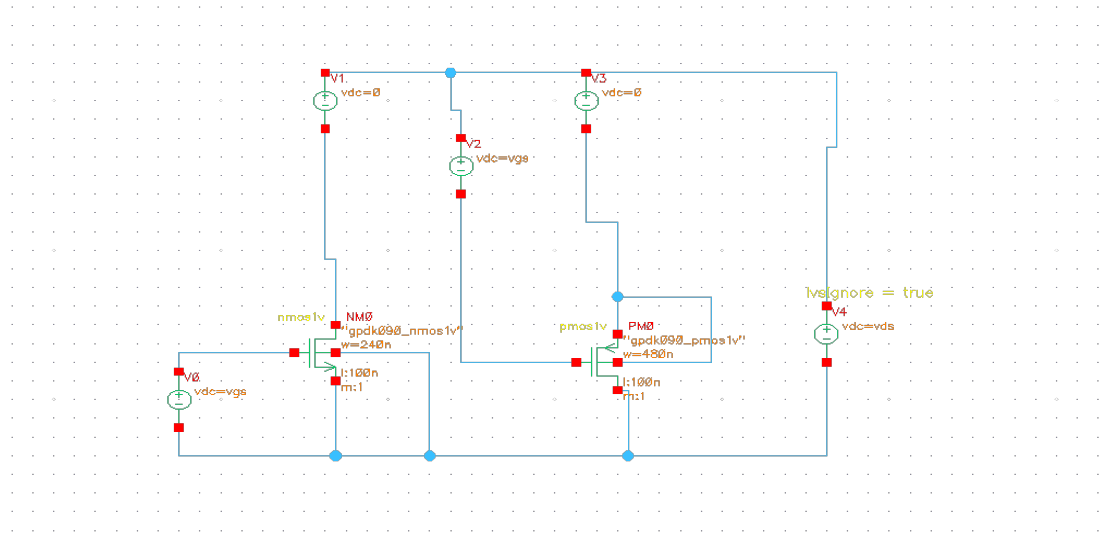 V1
vdc=0
V3
vdc=0
V2
vdc=vgs
lvsignore = true
V4
vdc=vds
nmos1v
NM0
"gpdk090_nmos1v"
w=240n
l:100n
m:1
pmos1v
PM0
"gpdk090_pmos1v"
w=480n
l:100n
m:1
V0
vdc=vgs